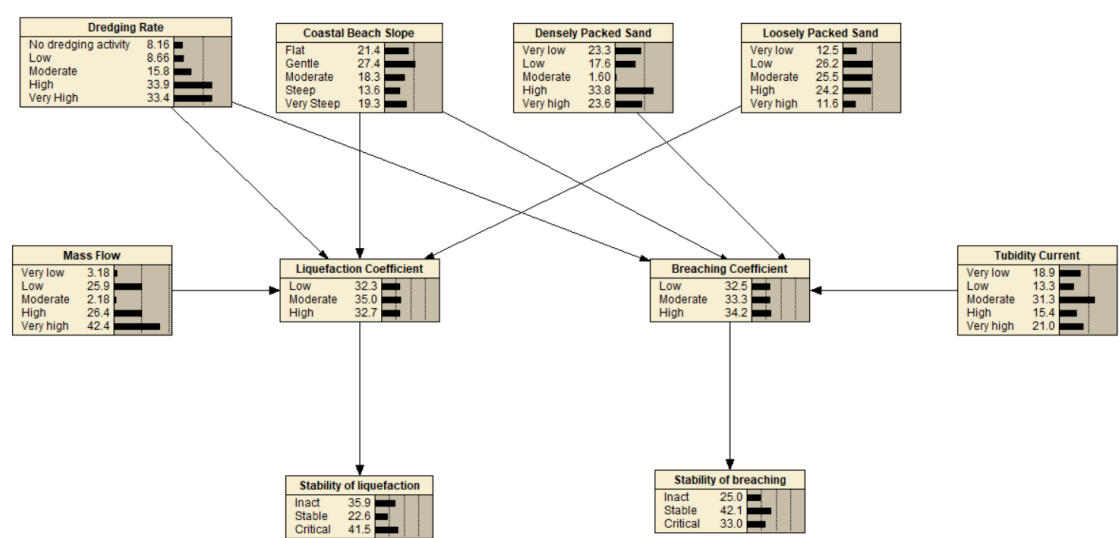 Dredging Rate
No dredging activity 8.16
Low 8.66
Moderate 15.8
High 33.9
Very High 33.4
Coastal Beach Slope
Flat 21.4
Gentle 27.4
Moderate 18.3
Steep 13.6
Very Steep 19.3
Densely Packed Sand
Very low 23.3
Low 17.6
Moderate 1.60
High 33.8
Very high 23.6
Loosely Packed Sand
Very low 12.5
Low 26.2
Moderate 25.5
High 24.2
Very high 11.6
Mass Flow
Very low 3.18
Low 25.9
Moderate 2.18
High 26.4
Very high 42.4
Liquefaction Coefficient
Low 32.3
Moderate 35.0
High 32.7
Breaching Coefficient
Low 32.5
Moderate 33.3
High 34.2
Tubidity Current
Very low 18.9
Low 13.3
Moderate 31.3
High 15.4
Very high 21.0
Stability of liquefaction
Inact 35.9
Stable 22.6
Critical 41.5
Stability of breaching
Inact 25.0
Stable 42.1
Critical 33.0